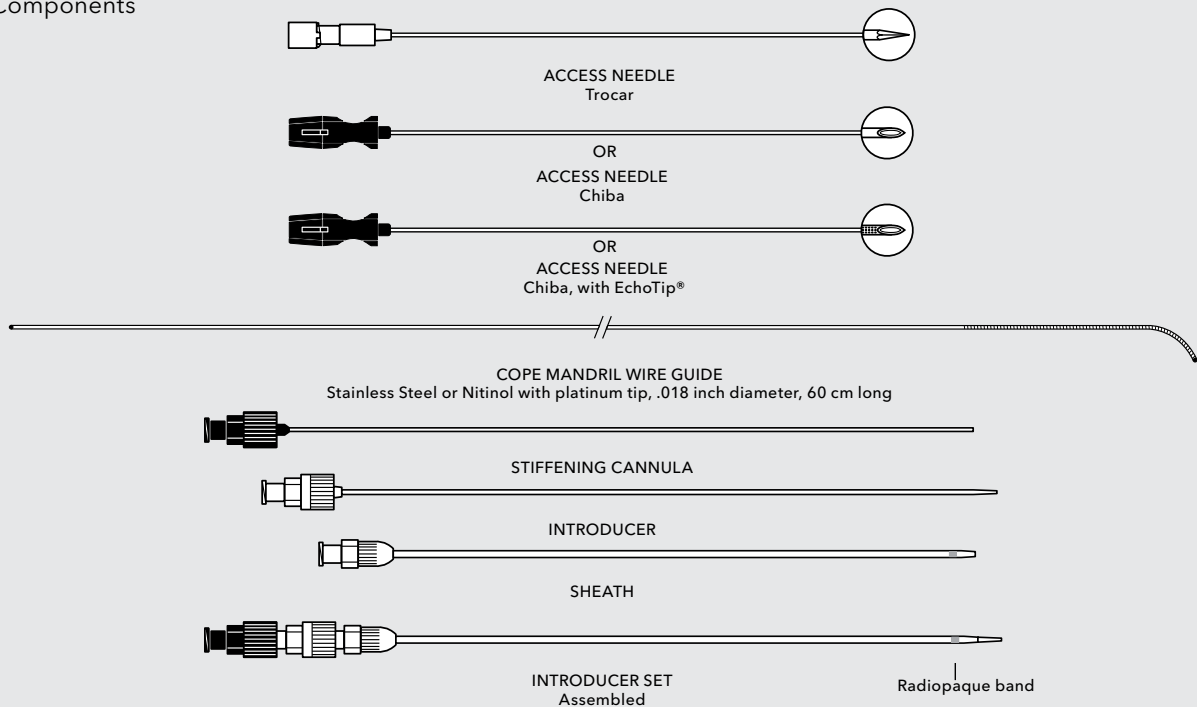 Components
ACCESS NEEDLE
Trocar
OR
ACCESS NEEDLE
Chiba
OR
ACCESS NEEDLE
Chiba, with EchoTip®
COPE MANDRIL WIRE GUIDE
Stainless Steel or Nitinol with platinum tip, .018 inch diameter, 60 cm long
STIFFENING CANNULA
INTRODUCER
SHEATH
INTRODUCER SET
Assembled
Radiopaque band